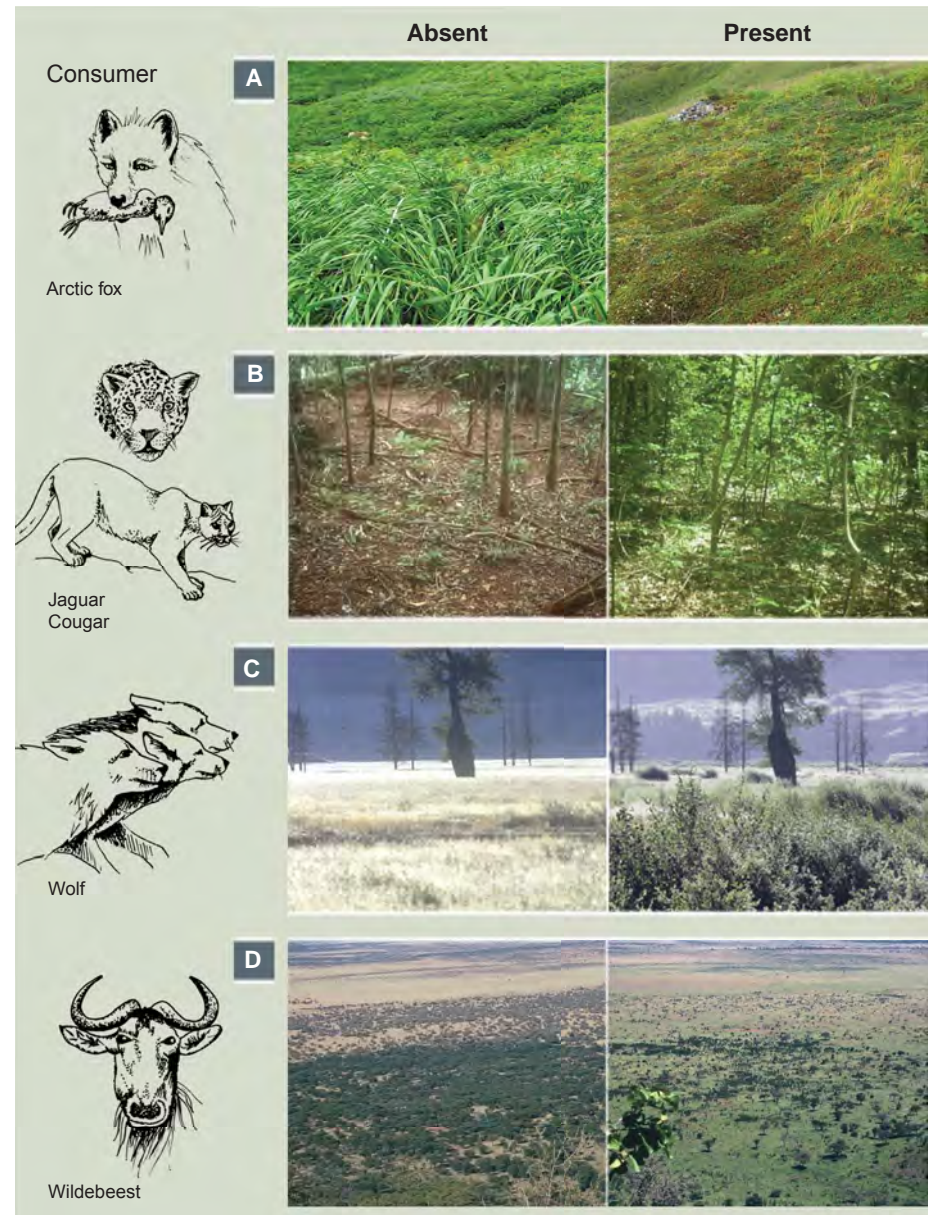 Absent Present
Consumer
A
Arctic fox
B
Jaguar
Cougar
C
Wolf
D
Wildebeest